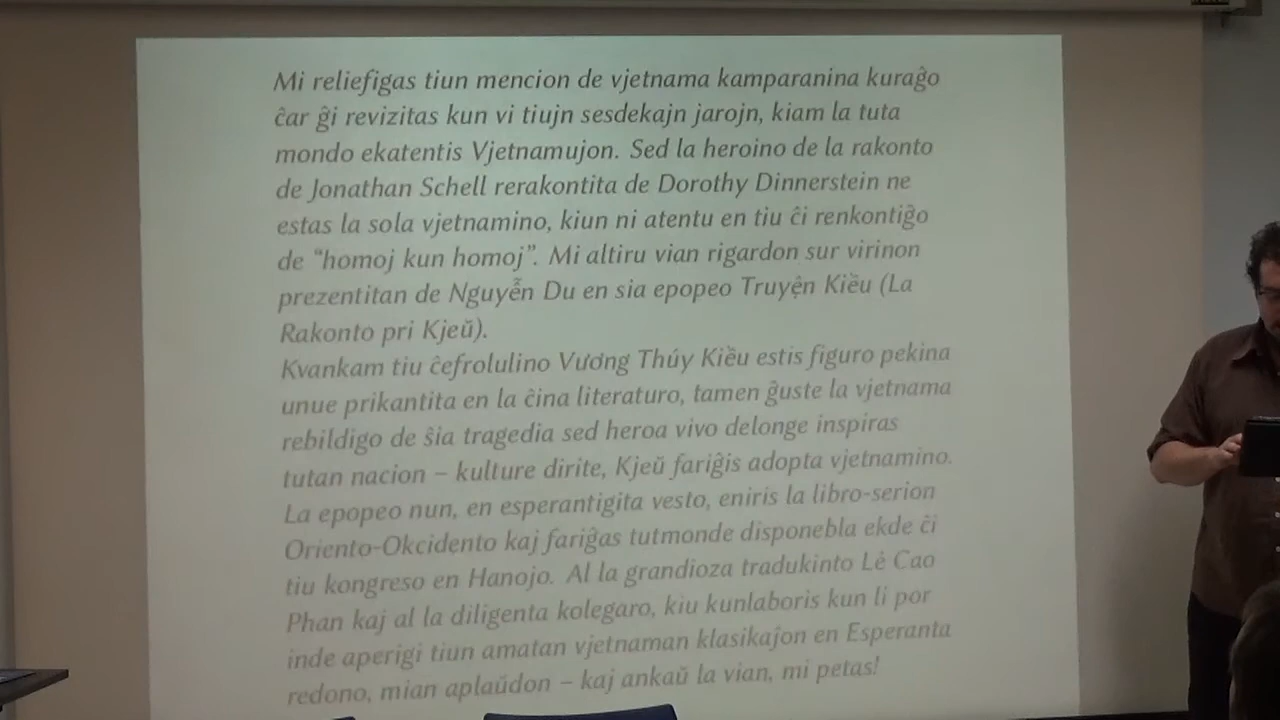 Mi reliefigas tiun mencion de vjetnama kamparanina kuraĝo
ĉar ĝi revizitas kun vi tiujn sesdekajn jarojn, kiam la tuta
mondo ekatentis Vjetnamujon. Sed la heroino de la rakonto
de Jonathan Schell rerakontita de Dorothy Dinnerstein ne
estas la sola vjetnamino, kiun ni atentu en tiu ĉi renkontiĝo
de “homoj kun homoj”. Mi altiru vian rigardon sur virinon
prezentitan de Nguyễn Du en sia epopeo Truyện Kiều (La
Rakonto pri Kjeŭ).
Kvankam tiu ĉefrolulino Vương Thúy Kiều estis figuro pekina
unue prikantita en la ĉina literaturo, tamen ĝuste la vjetnama
rebildigo de ŝia tragedia sed heroa vivo delonge inspiras
tutan nacion – kulture dirite, Kjeŭ fariĝis adopta vjetnamino.
La epopeo nun, en esperantigita vesto, eniris la libro-serion
Oriento-Okcidento kaj fariĝas tutmonde disponebla ekde ĉi
tiu kongreso en Hanojo. Al la grandioza tradukinto Lê Cao
Phan kaj al la diligenta kolegaro, kiu kunlaboris kun li por
inde aperigi tiun amatan vjetnaman klasikaĵon en Esperanta
redono, mian aplaŭdon – kaj ankaŭ la vian, mi petas!